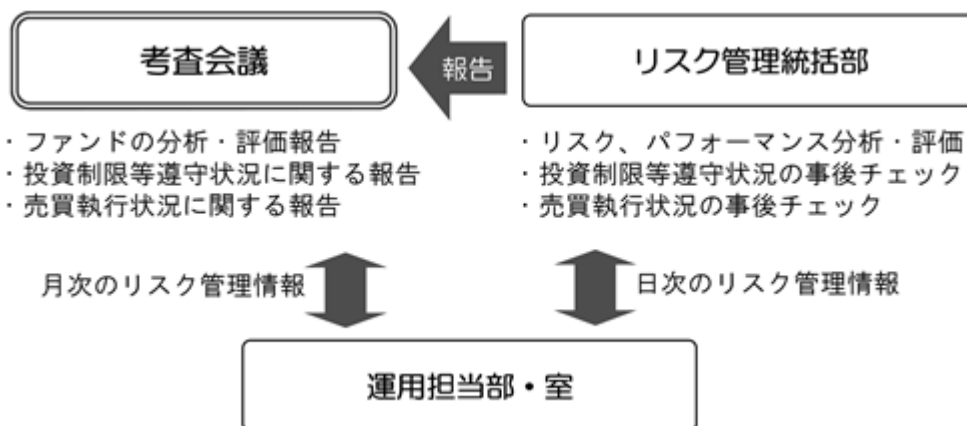 考査会議
報告
リスク管理統括部
・ファンドの分析・評価報告
・投資制限等遵守状況に関する報告
・売買執行状況に関する報告
・リスク、パフォーマンス分析・評価
・投資制限等遵守状況の事後チェック
・売買執行状況の事後チェック
月次のリスク管理情報
日次のリスク管理情報
運用担当部・室